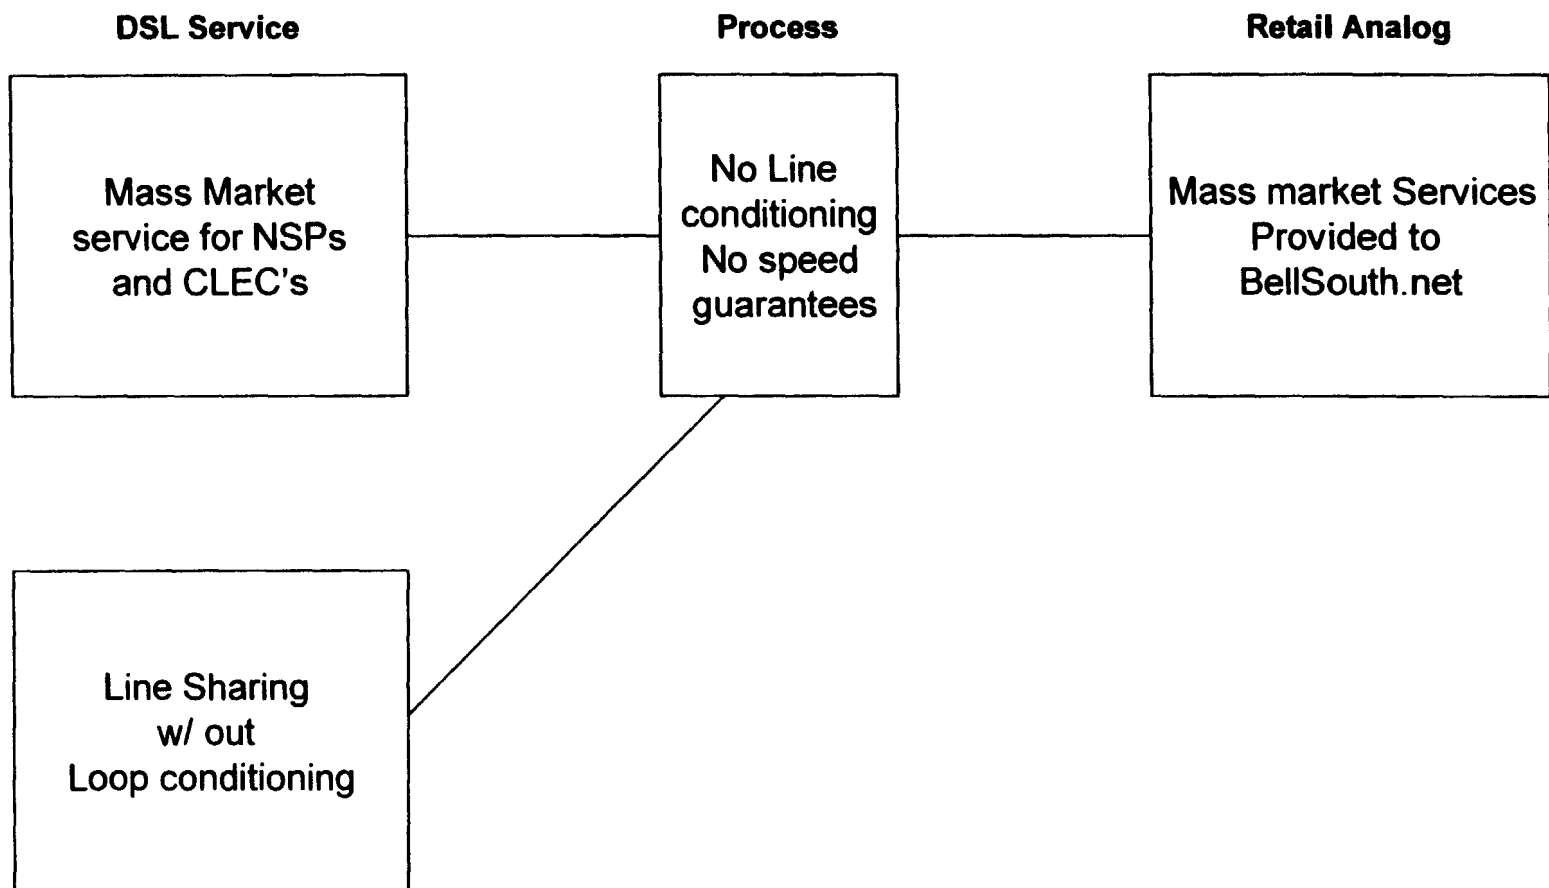 DSL Service
Process
Retail Analog
Mass Market
service for NSPs
and CLEC's
No Line
conditioning
No speed
guarantees
Mass market Services
Provided to
BellSouth.net
Line Sharing
w/ out
Loop conditioning